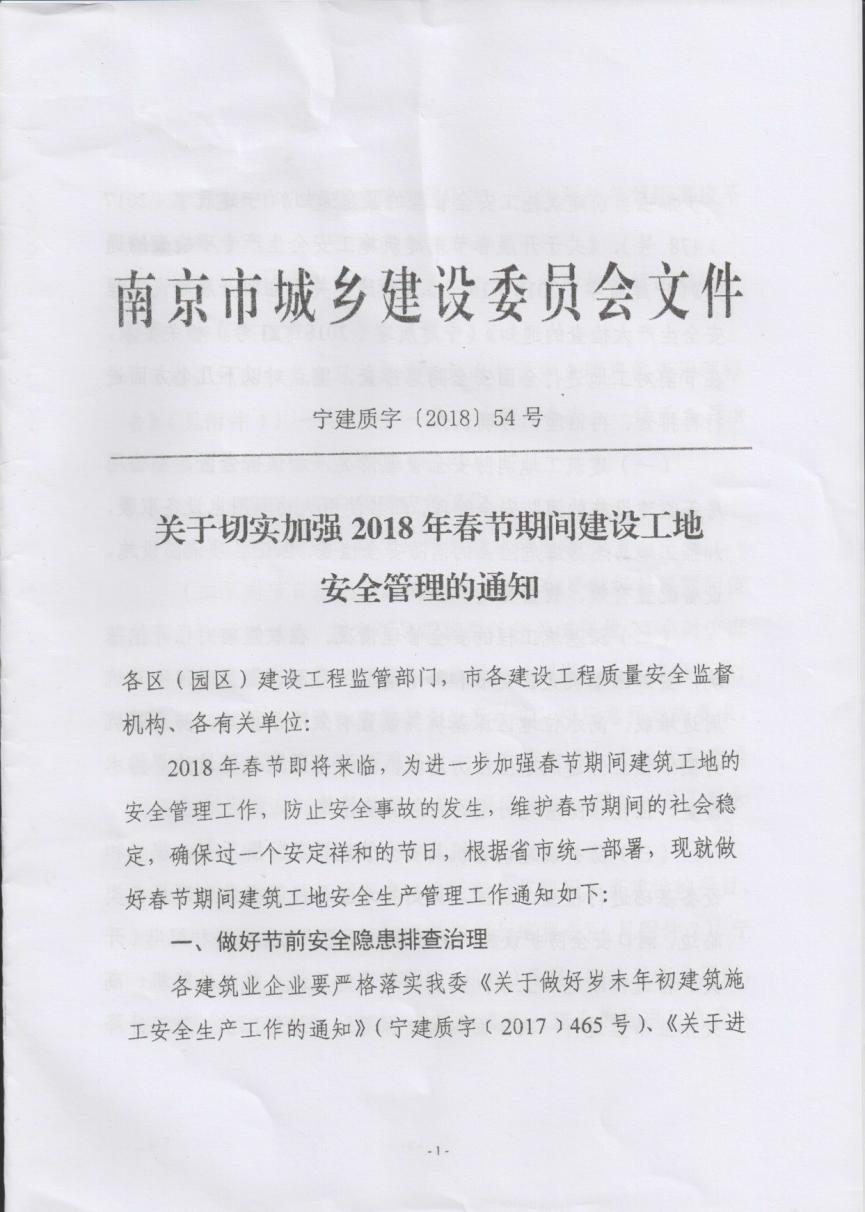 南京市城乡建设委员会文件
宁建质字〔2018〕54号
关于切实加强2018年春节期间建设工地
安全管理的通知
各区（园区）建设工程监管部门，市各建设工程质量安全监督
机构、各有关单位：
2018年春节即将来临，为进一步加强春节期间建筑工地的
安全管理工作，防止安全事故的发生，维护春节期间的社会稳
定，确保过一个安定祥和的节日，根据省市统一部署，现就做
好春节期间建筑工地安全生产管理工作通知如下：
一、做好节前安全隐患排查治理
各建筑业企业要严格落实我委《关于做好岁末年初建筑施
工安全生产工作的通知》（宁建质字〔2017〕465号）、《关于进
- 1 -